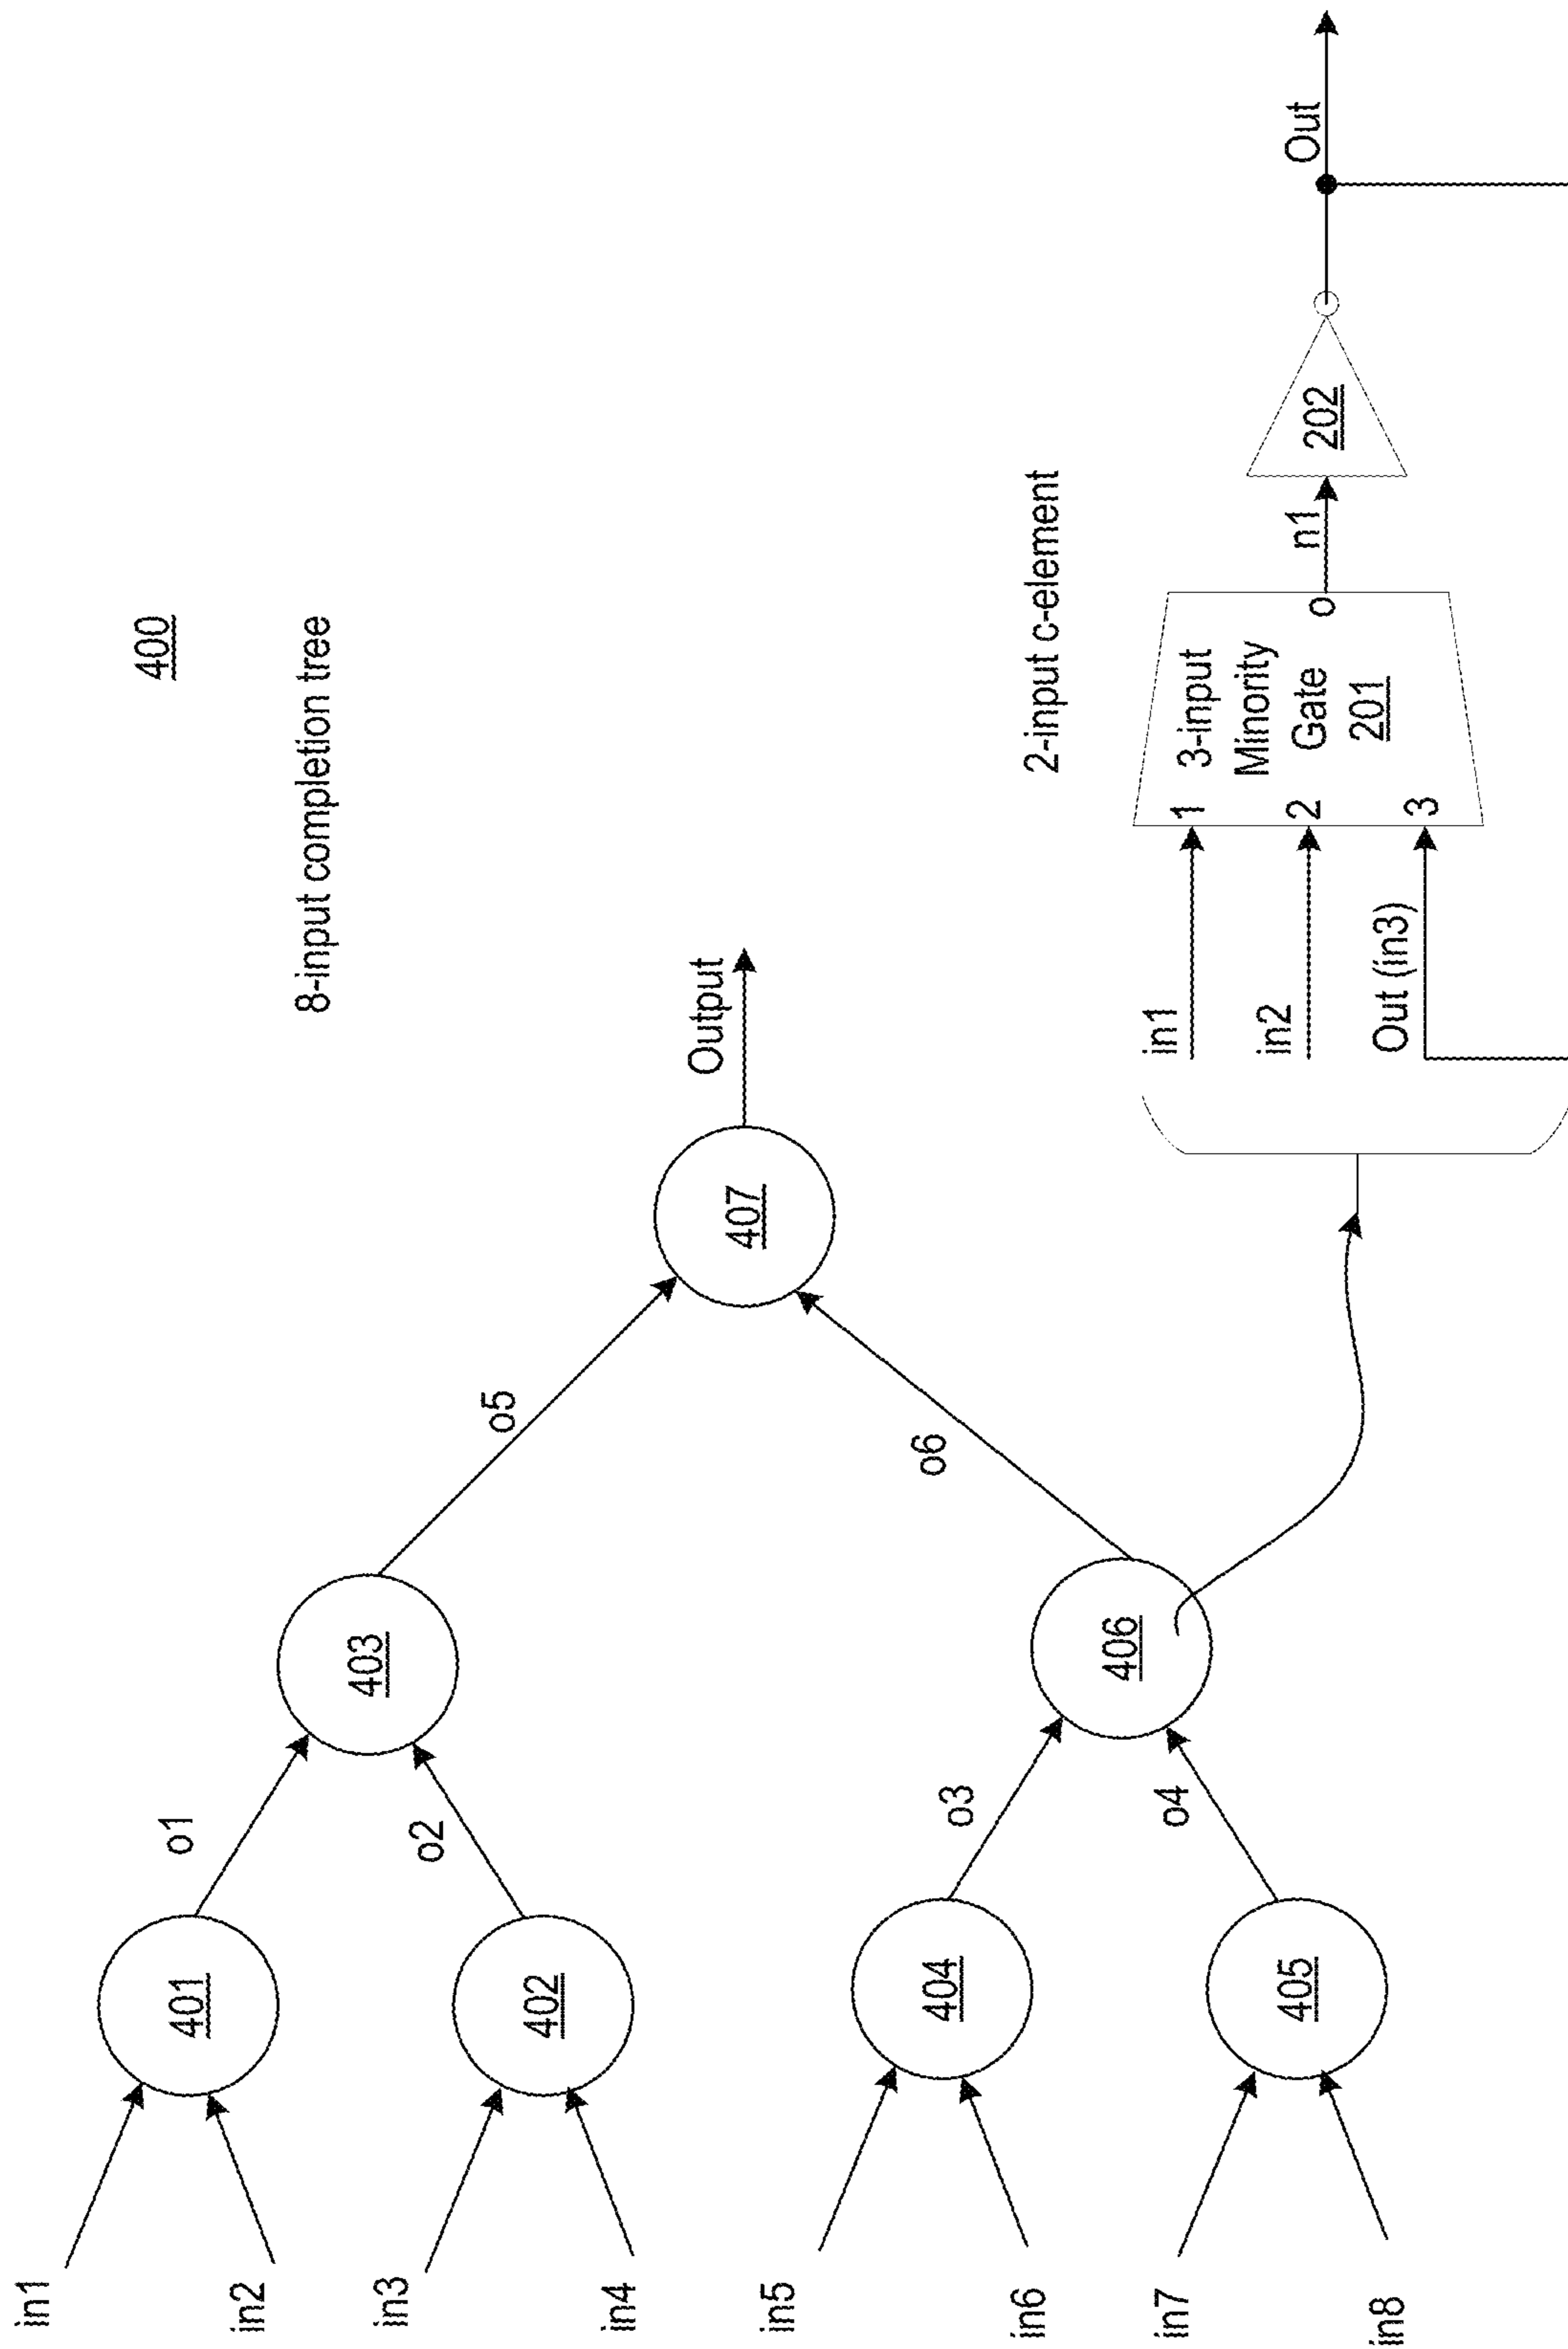 400
8-input completion tree
in1
in2
in3
in4
in5
in6
in7
in8
401
402
404
405
o1
o2
o3
o4
403
406
o5
o6
407
Output
2-input c-element
in1
in2
Out (in3)
1
2
3
3-input
Minority
Gate
201
o
n1
202
Out